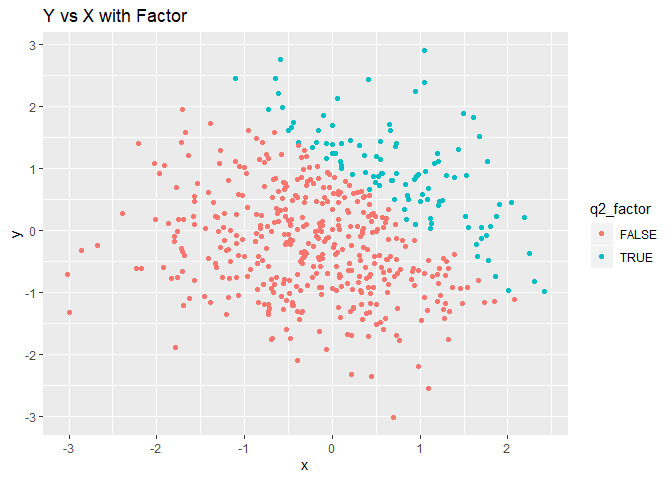 Y vs X with Factor
3
2
1
0
-1
-2
-3
y
-3
-2
-1
0
1
2
x
q2_factor
FALSE
TRUE